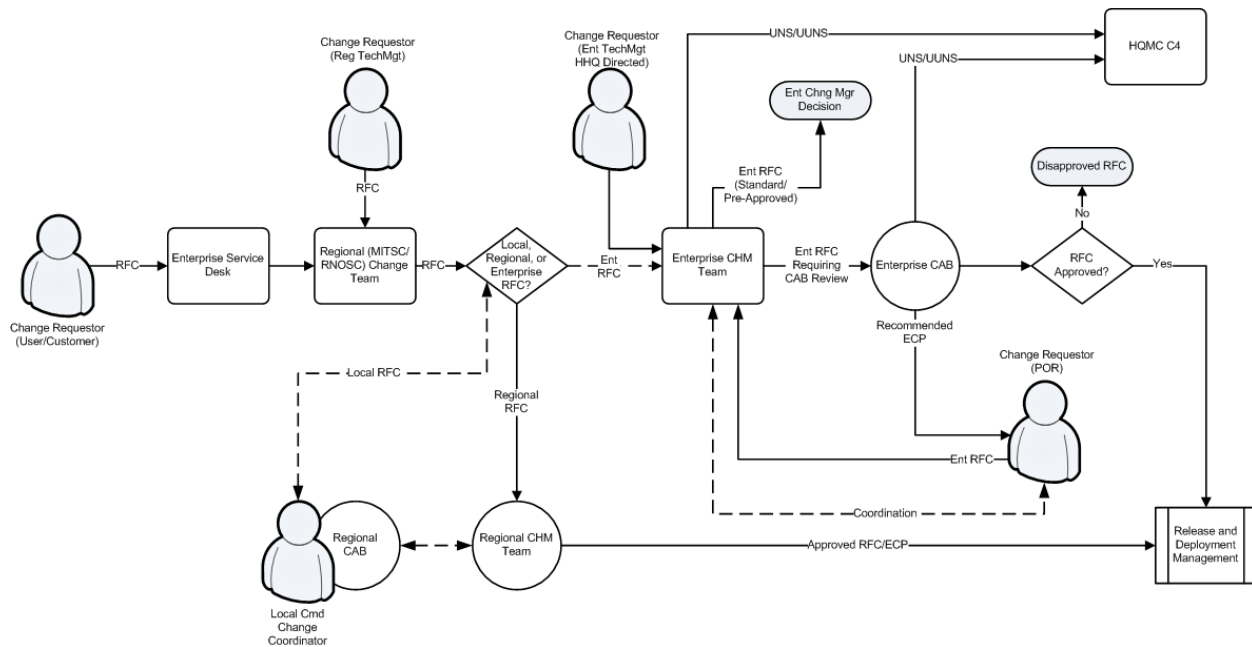 Change Requestor
(Reg TechMgt)
Change Requestor
(Ent TechMgt
HHQ Directed)
UNS/UUNS
HQMC C4
UNS/UUNS
Ent Chng Mgr
Decision
Disapproved RFC
RFC
Ent RFC
(Standard/
Pre-Approved)
No
RFC
Enterprise Service
Desk
Regional (MITSC/
RNOSC) Change
Team
RFC
Local,
Regional, or
Enterprise
RFC?
Ent
RFC
Enterprise CHM
Team
Ent RFC
Requiring
CAB Review
Enterprise CAB
RFC
Approved?
Yes
Change Requestor
(User/Customer)
Recommended
ECP
Change Requestor
(POR)
Local RFC
Regional
RFC
Ent RFC
Coordination
Regional
CAB
Regional CHM
Team
Approved RFC/ECP
Release and
Deployment
Management
Local Cmd
Change
Coordinator